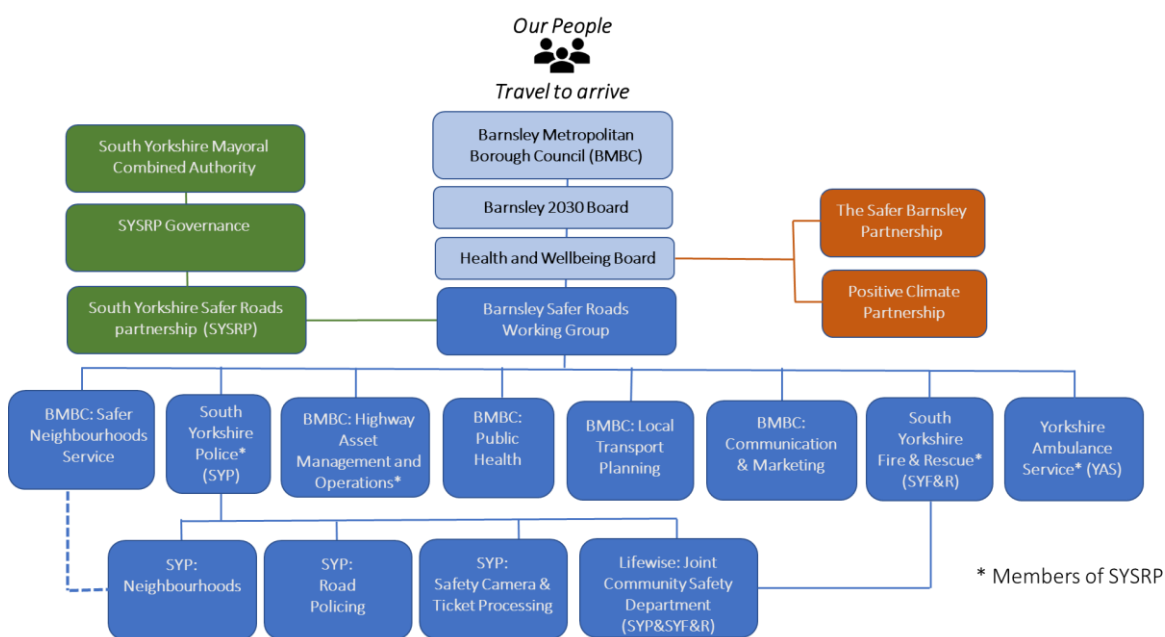 Our People
Travel to arrive
South Yorkshire Mayoral
Combined Authority
Barnsley Metropolitan
Borough Council (BMBC)
SYSRP Governance
Barnsley 2030 Board
The Safer Barnsley
Partnership
Health and Wellbeing Board
South Yorkshire Safer Roads
partnership (SYSRP)
Barnsley Safer Roads
Working Group
Positive Climate
Partnership
BMBC: Safer
Neighbourhoods
Service
South
Yorkshire
Police*
(SYP)
BMBC: Highway
Asset
Management and
Operations*
BMBC:
Public
Health
BMBC: Local
Transport
Planning
BMBC:
Communication
& Marketing
South
Yorkshire
Fire & Rescue*
(SYF&R)
Yorkshire
Ambulance
Service* (YAS)
SYP:
Neighbourhoods
SYP:
Road
Policing
SYP:
Safety Camera &
Ticket Processing
Lifewise: Joint
Community Safety
Department
(SYP&SYF&R)
* Members of SYSRP